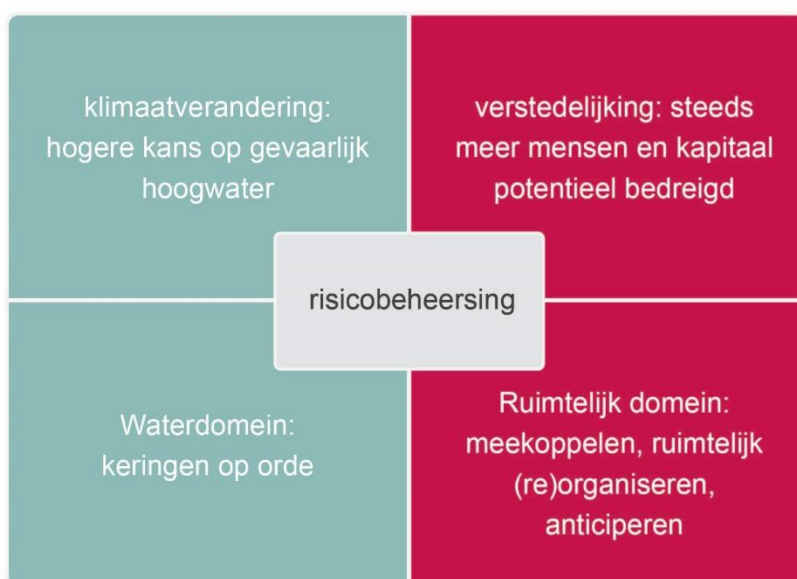 klimaatverandering:
hogere kans op gevaarlijk
hoogwater
verstedelijking: steeds
meer mensen en kapitaal
potentieel bedreigd
risicobeheersing
Waterdomein:
keringen op orde
Ruimtelijk domein:
meekoppelen, ruimtelijk
(re)organiseren,
anticiperen